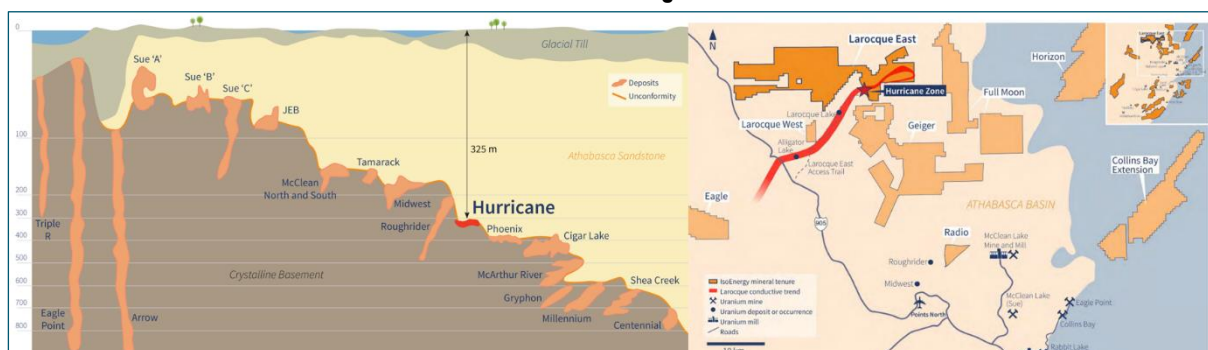 0
100
200
300
400
500
600
700
800
Glacial Till
Sue 'A'
Sue 'B'
Sue 'C'
JEB
Deposits
Unconformity
325 m
Athabasca Sandstone
McClean
North and South
Tamarack
Midwest
Roughrider
Hurricane
Phoenix
Cigar Lake
Triple
R
Crystalline Basement
McArthur River
Gryphon
Millennium
Shea Creek
Centennial
Eagle
Point
Arrow
N
Larocque East
Horizon
Hurricane Zone
Full Moon
Larocque Lake
Larocque West
Geiger
Alligator
Lake
Larocque East
Access Trail
Collins Bay
Extension
Eagle
ATHABASCA BASIN
905
Radio
McClean Lake
Mine and Mill
Roughrider
Midwest
Points North
McClean Lake
(Sue)
Eagle Point
Collins Bay
Rabbit Lake
IsoEnergy mineral tenure
Larocque conductive trend
Uranium mine
Uranium deposit or occurrence
Uranium mill
Roads